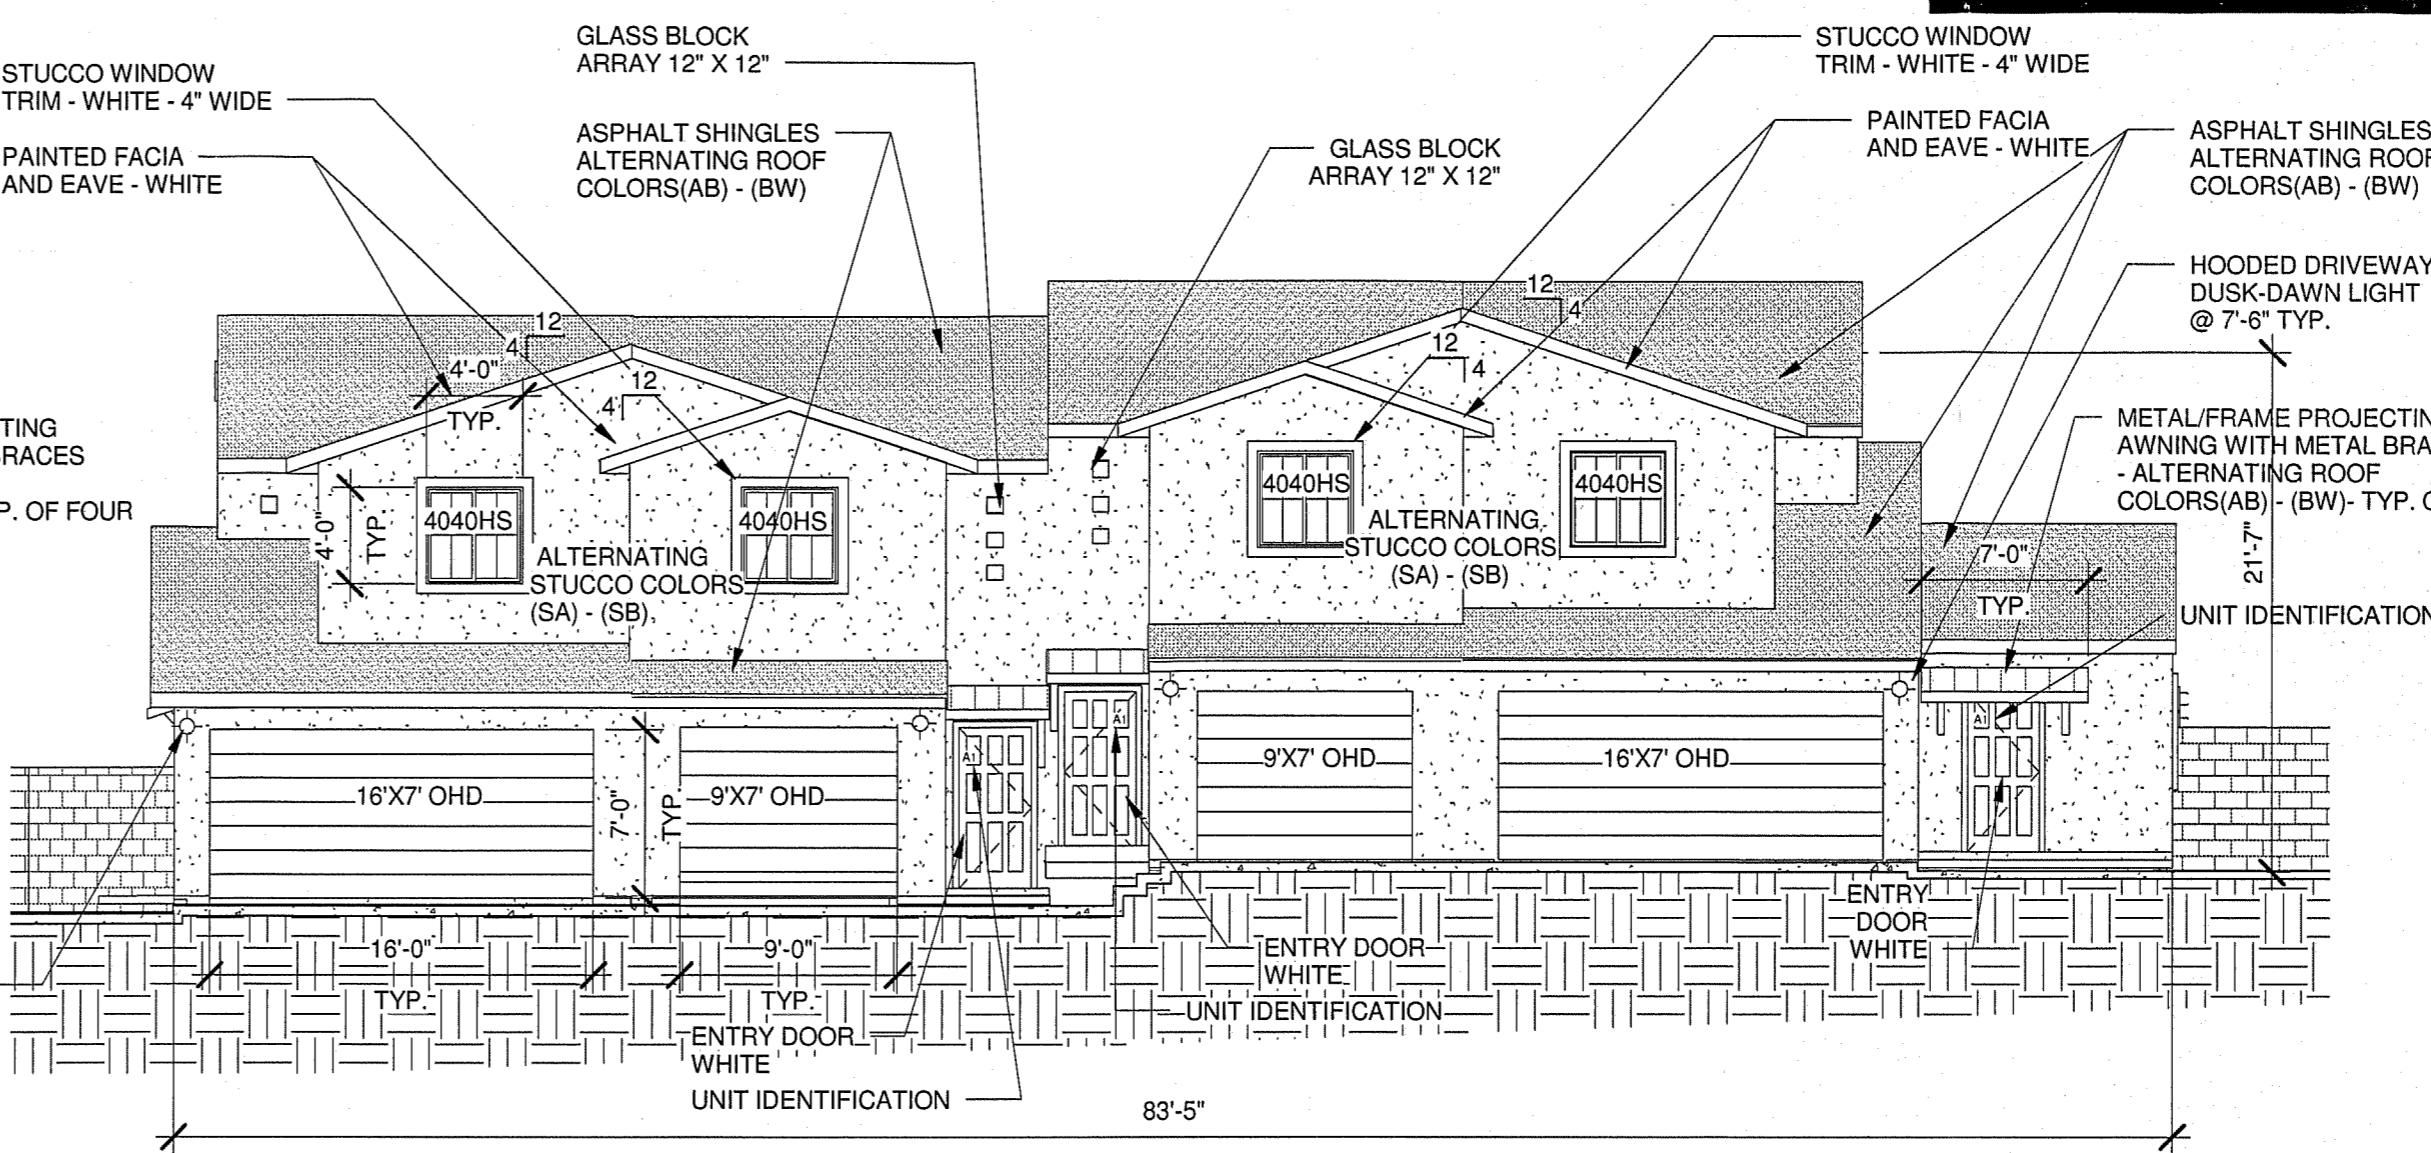 GLASS BLOCK
ARRAY 12" X 12"
STUCCO WINDOW
TRIM - WHITE - 4" WIDE
STUCCO WINDOW
TRIM - WHITE - 4" WIDE
PAINTED FACIA
AND EAVE - WHITE
ASPHALT SHINGLES
ALTERNATING ROOF
COLORS(AB) - (BW)
GLASS BLOCK
ARRAY 12" X 12"
PAINTED FACIA
AND EAVE - WHITE
ASPHALT SHINGLES
ALTERNATING ROOF
COLORS(AB) - (BW)
HOODED DRIVEWAY
DUSK-DAWN LIGHT
@ 7'-6" TYP.
12
4
12
4
12
4
12
4
4'-0"
TYP.
TING
RACES
P. OF FOUR
METAL/FRAME PROJECTIN
AWNING WITH METAL BRA
- ALTERNATING ROOF
COLORS(AB) - (BW)- TYP. O
4'-0"
TYP.
4040HS
4040HS
4040HS
4040HS
ALTERNATING
STUCCO COLORS
(SA) - (SB)
ALTERNATING
STUCCO COLORS
(SA) - (SB)
7'-0"
TYP.
21'-7"
UNIT IDENTIFICATION
A1
A1
A1
16'X7' OHD
7'-0"
TYP.
9'X7' OHD
9'X7' OHD
16'X7' OHD
16'-0"
TYP.
9'-0"
TYP.
ENTRY DOOR
WHITE
UNIT IDENTIFICATION
ENTRY
DOOR
WHITE
ENTRY DOOR
WHITE
UNIT IDENTIFICATION
83'-5"